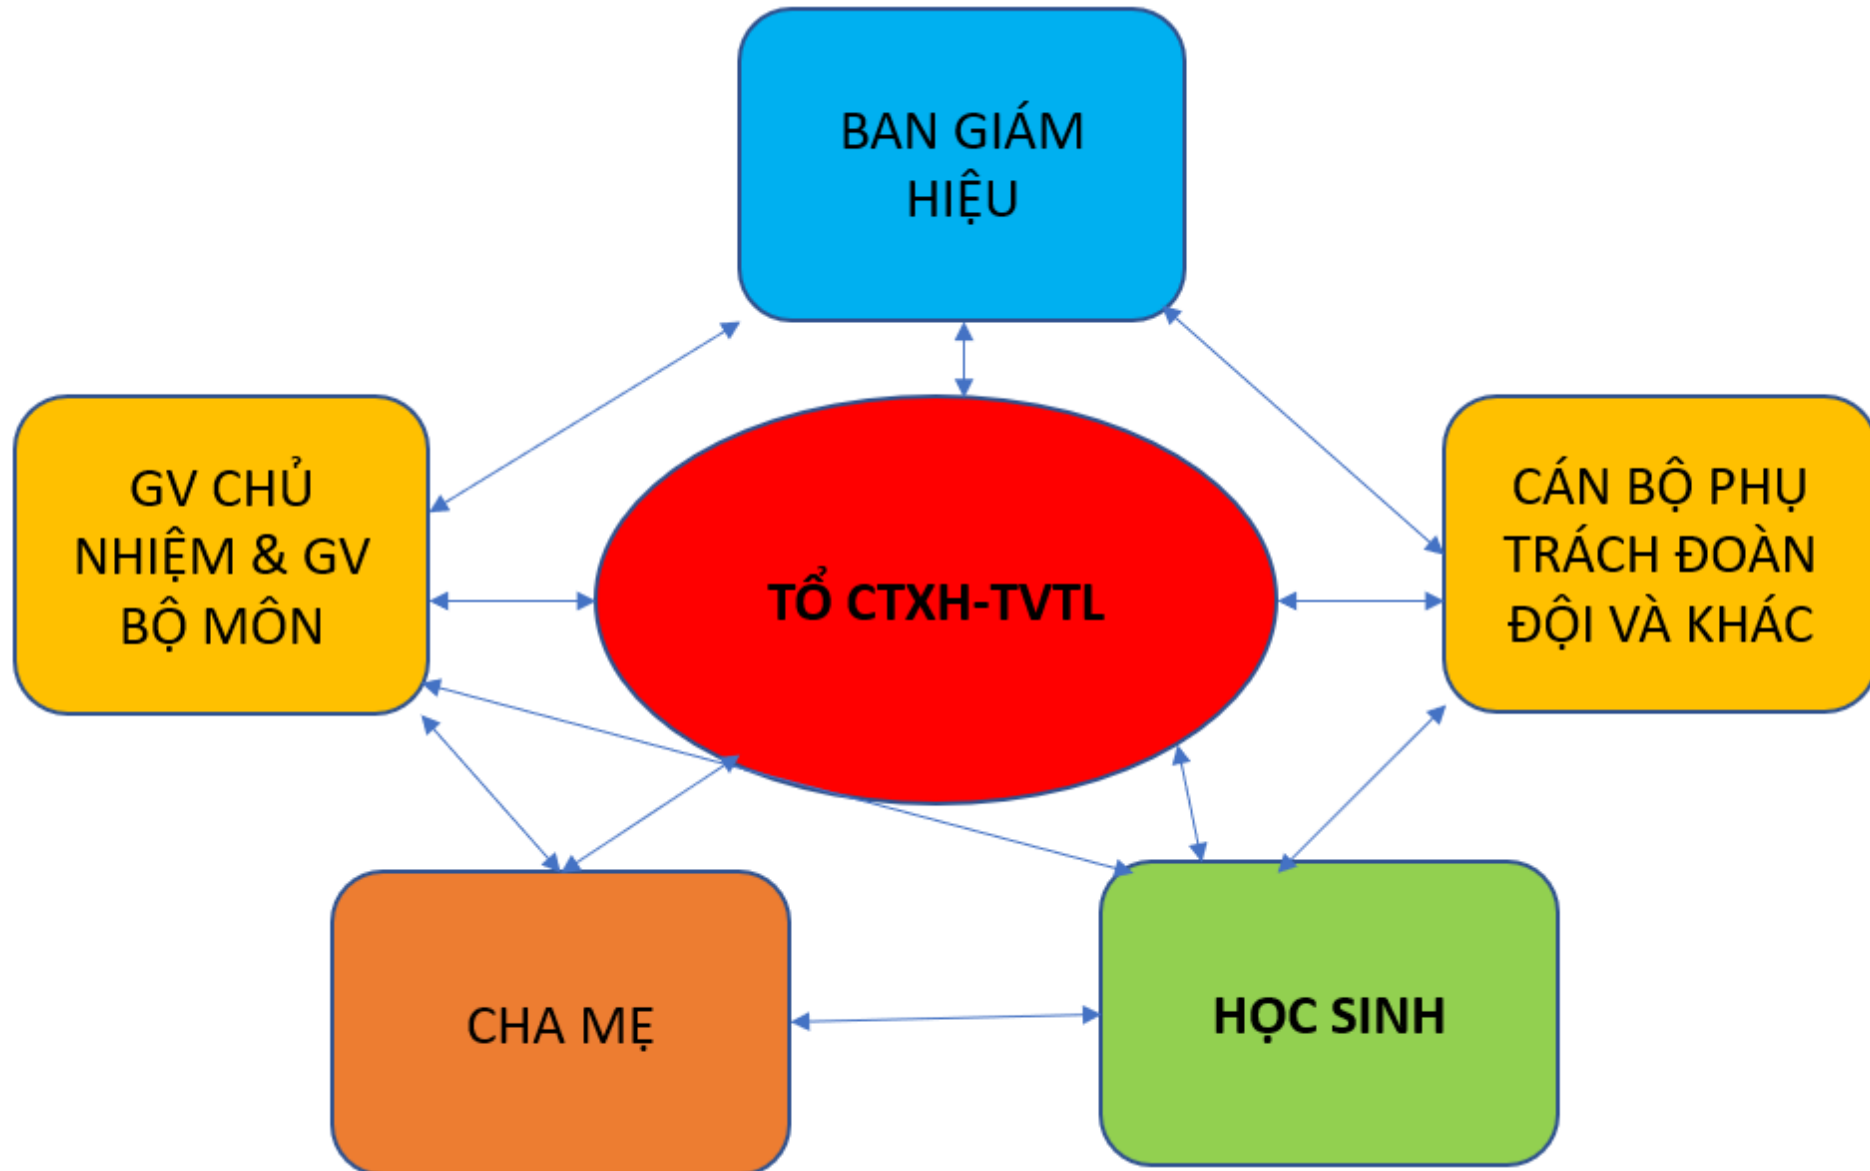 BAN GIÁM
HIỆU
GV CHỦ
NHIỆM & GV
BỘ MÔN
TỔ CTXH-TVTL
CÁN BỘ PHỤ
TRÁCH ĐOÀN
ĐỘI VÀ KHÁC
CHA MẸ
HỌC SINH